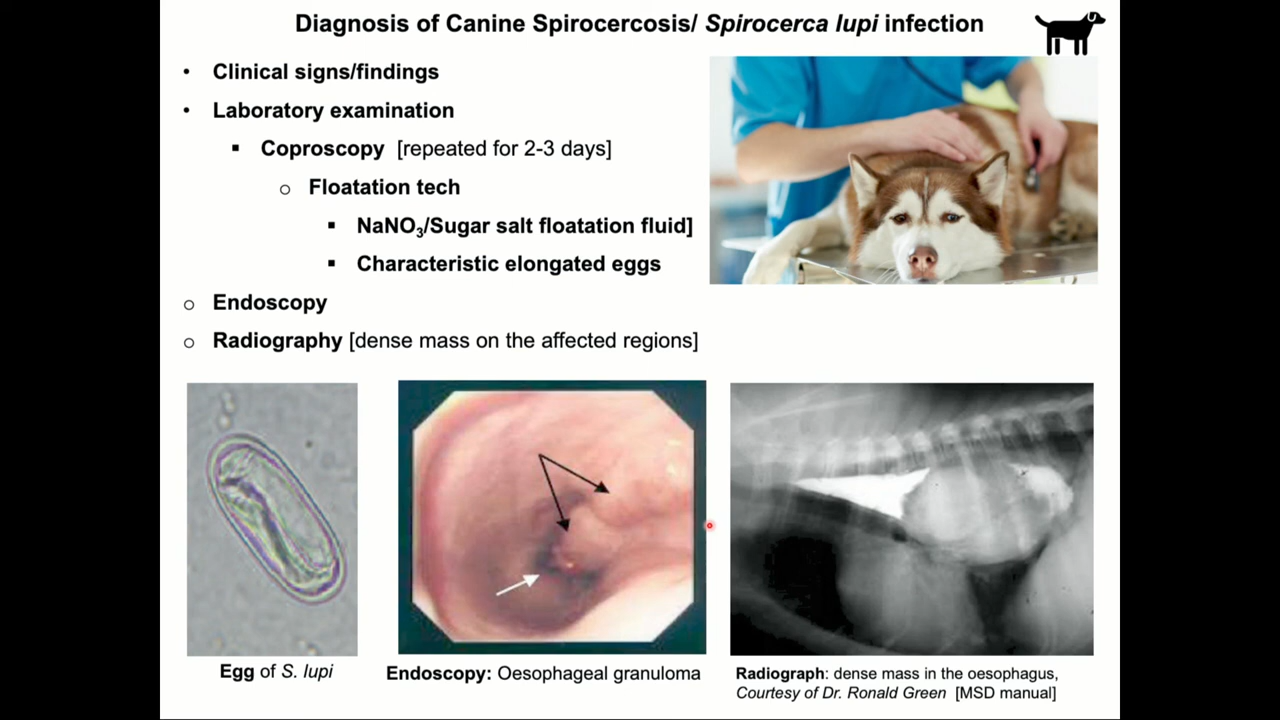 Diagnosis of Canine Spirocercosis/ Spirocerca lupi infection
• Clinical signs/findings
• Laboratory examination
▪ Coproscopy [repeated for 2-3 days]
o Floatation tech
▪ NaNO₃/Sugar salt floatation fluid]
▪ Characteristic elongated eggs
o Endoscopy
o Radiography [dense mass on the affected regions]
Egg of S. lupi
Endoscopy: Oesophageal granuloma
Radiograph: dense mass in the oesophagus,
Courtesy of Dr. Ronald Green [MSD manual]